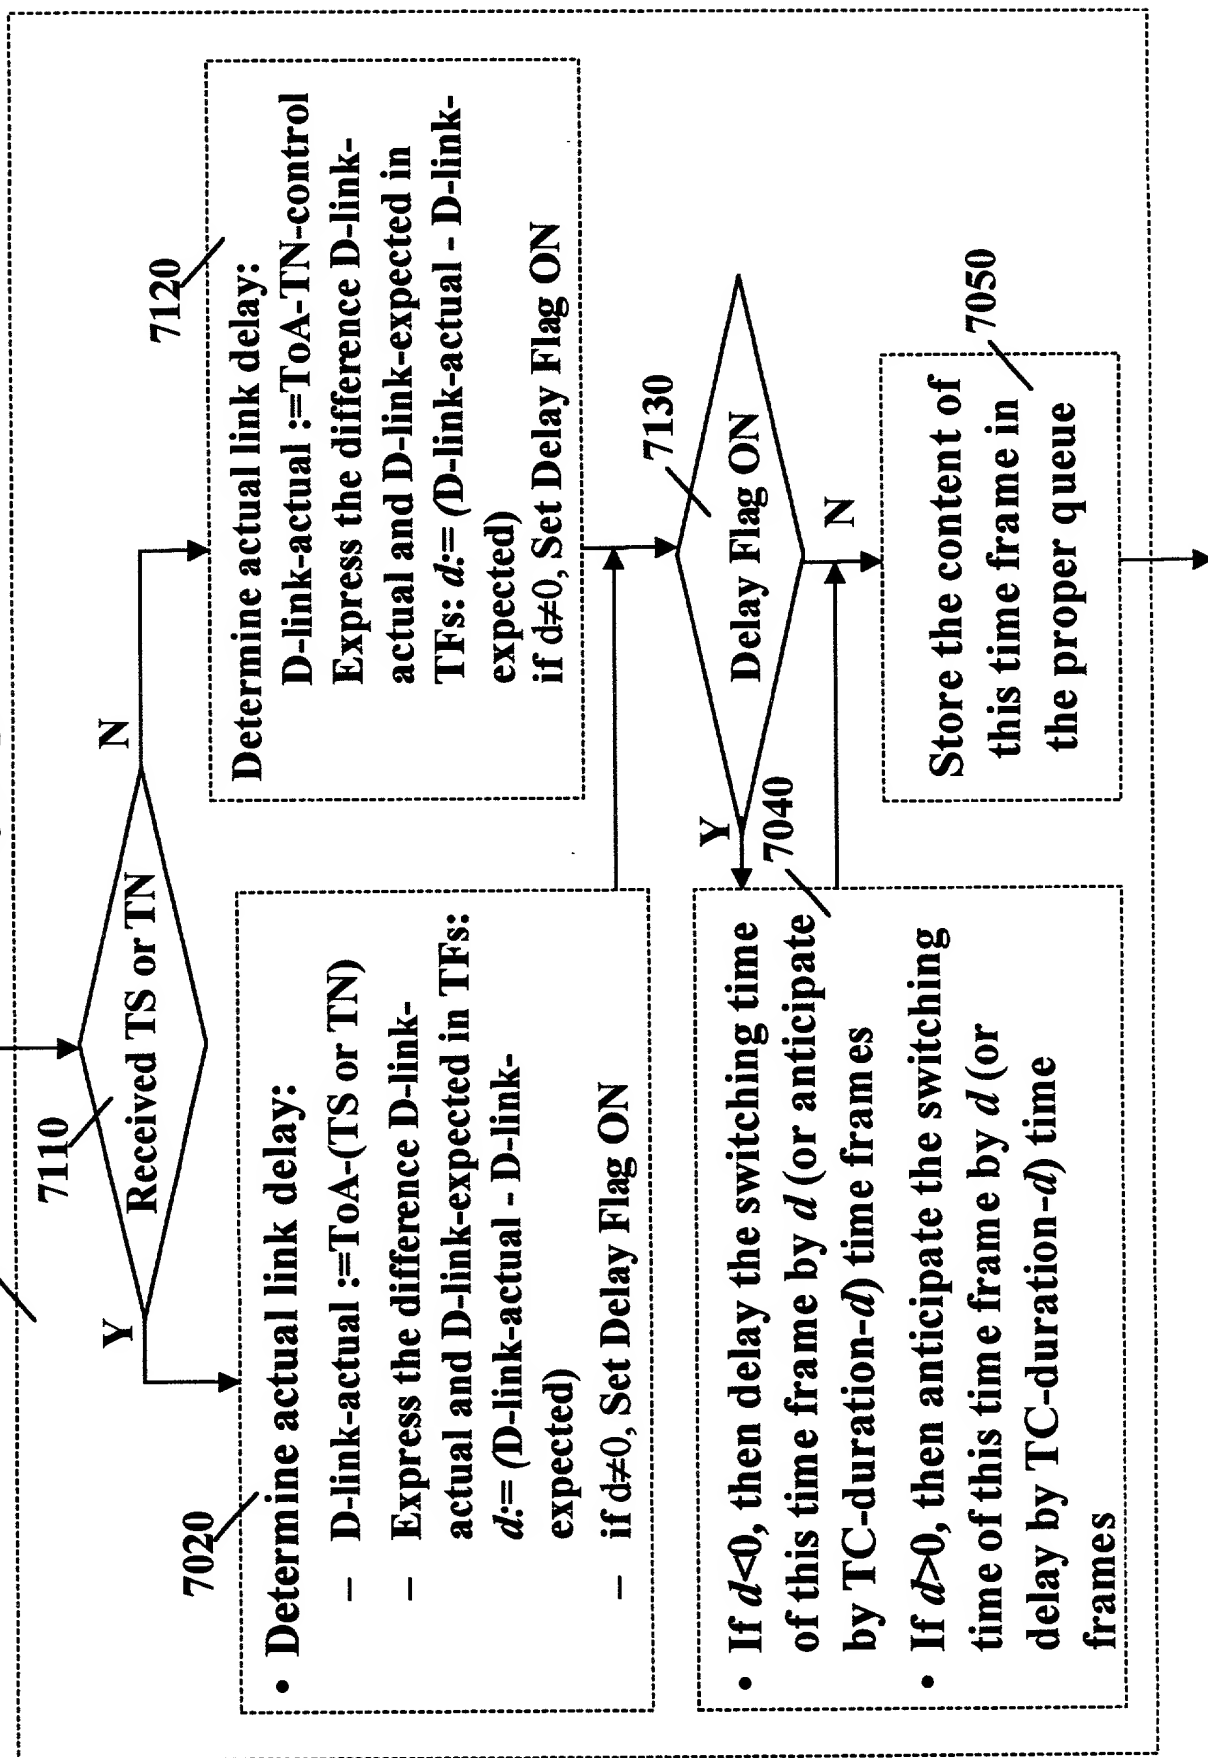 7110
Received TS or TN
Y
N
7020
• Determine actual link delay:
– D-link-actual :=ToA-(TS or TN)
– Express the difference D-link-
actual and D-link-expected in TFs:
d:= (D-link-actual - D-link-
expected)
– if d≠0, Set Delay Flag ON
7120
Determine actual link delay:
D-link-actual :=ToA-TN-control
Express the difference D-link-
actual and D-link-expected in
TFs: d:= (D-link-actual - D-link-
expected)
if d≠0, Set Delay Flag ON
7130
Delay Flag ON
Y
N
7040
• If d<0, then delay the switching time
of this time frame by d (or anticipate
by TC-duration-d) time frames
• If d>0, then anticipate the switching
time of this time frame by d (or
delay by TC-duration-d) time
frames
7050
Store the content of
this time frame in
the proper queue